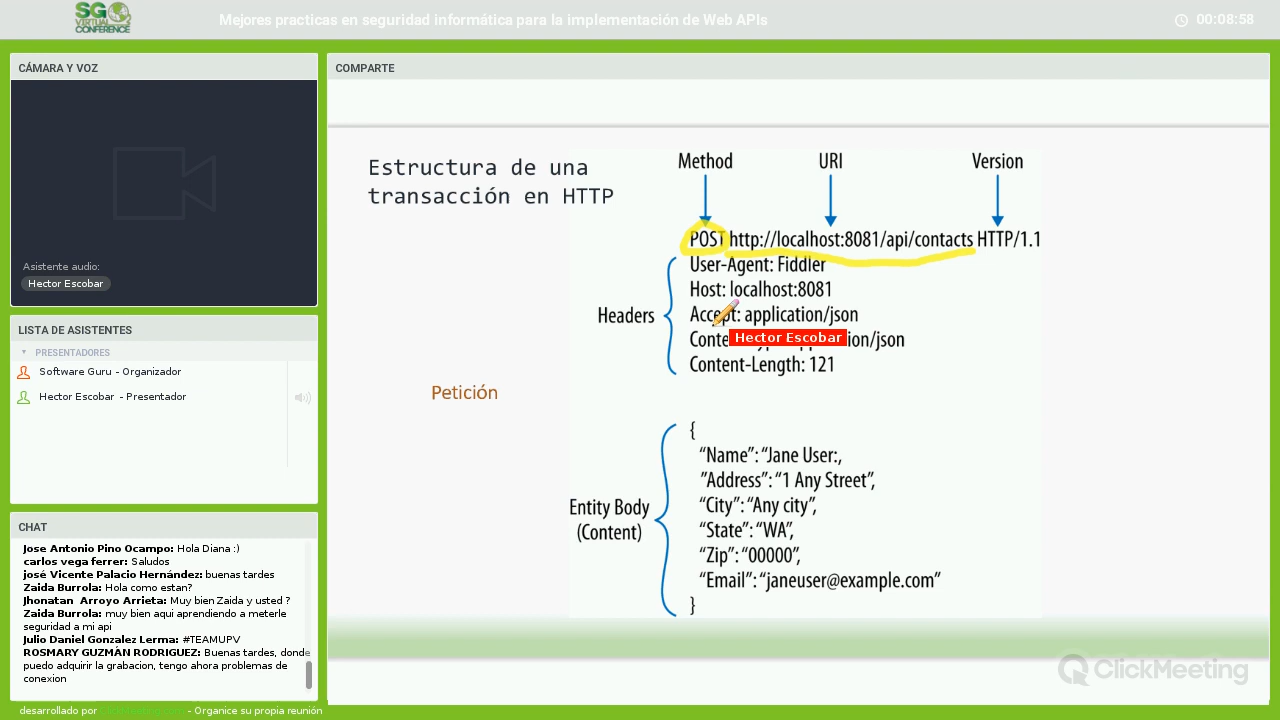 SG
VIRTUAL
CONFERENCE
Mejores practicas en seguridad informática para la implementación de Web APIs
00:08:58
CÁMARA Y VOZ
Asistente audio:
Hector Escobar
LISTA DE ASISTENTES
PRESENTADORES
Software Guru - Organizador
Hector Escobar - Presentador
CHAT
Jose Antonio Pino Ocampo: Hola Diana :)
carlos vega ferrer: Saludos
josé Vicente Palacio Hernández: buenas tardes
Zaida Burrola: Hola como estan?
Jhonatan Arroyo Arrieta: Muy bien Zaida y usted ?
Zaida Burrola: muy bien aqui aprendiendo a meterle
seguridad a mi api
Julio Daniel Gonzalez Lerma: #TEAMUPV
ROSMARY GUZMÁN RODRIGUEZ: Buenas tardes, donde
puedo adquirir la grabacion, tengo ahora problemas de
conexion
desarrollado por - Organice su propia reunión
COMPARTE
Estructura de una
transacción en HTTP
Method URI Version
POST http://localhost:8081/api/contacts HTTP/1.1
Headers
User-Agent: Fiddler
Host: localhost:8081
Accept: application/json
Conte ion/json
Hector Escobar
Content-Length: 121
Petición
Entity Body
(Content)
{
“Name”: “Jane User:,
”Address”: “1 Any Street”,
“City”: “Any city”,
“State”: “WA”,
“Zip”: “00000”,
“Email”: “janeuser@example.com”
}
ClickMeeting